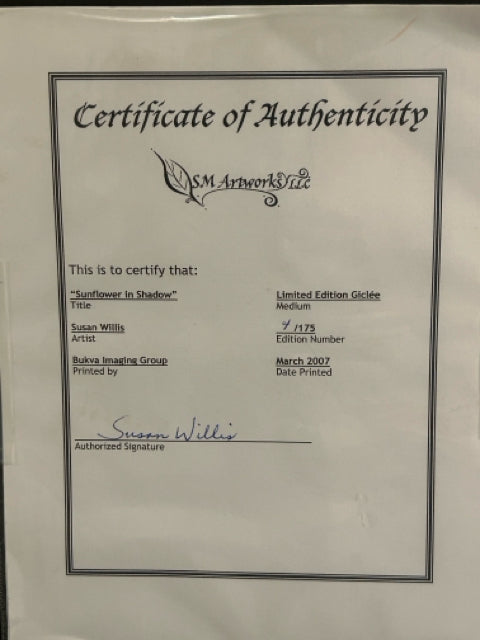 Certificate of Authenticity
SM Artworks LLC
This is to certify that:
"Sunflower in Shadow"
Title
Limited Edition Giclée
Medium
Susan Willis
Artist
4/175
Edition Number
Bukva Imaging Group
Printed by
March 2007
Date Printed
Susan Willis
Authorized Signature